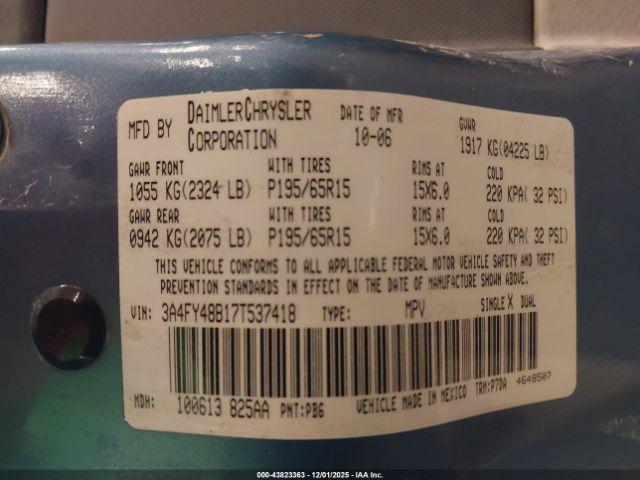 MFD BY DAIMLERCHRYSLER CORPORATION DATE OF MFR 10-06 GVWR 1917 KG(04225 LB)
GAWR FRONT WITH TIRES RIMS AT COLD
1055 KG(2324 LB) P195/65R15 15X6.0 220 KPA( 32 PSI)
GAWR REAR WITH TIRES RIMS AT COLD
0942 KG(2075 LB) P195/65R15 15X6.0 220 KPA( 32 PSI)
THIS VEHICLE CONFORMS TO ALL APPLICABLE FEDERAL MOTOR VEHICLE SAFETY AND THEFT
PREVENTION STANDARDS IN EFFECT ON THE DATE OF MANUFACTURE SHOWN ABOVE.
VIN: 3A4FY48B17T537418 TYPE: MPV SINGLE X DUAL
MDH: 100613 825AA PNT:PB6 VEHICLE MADE IN MEXICO TRM:P7DA 4648507
000-43823363 - 12/01/2025 - IAA Inc.